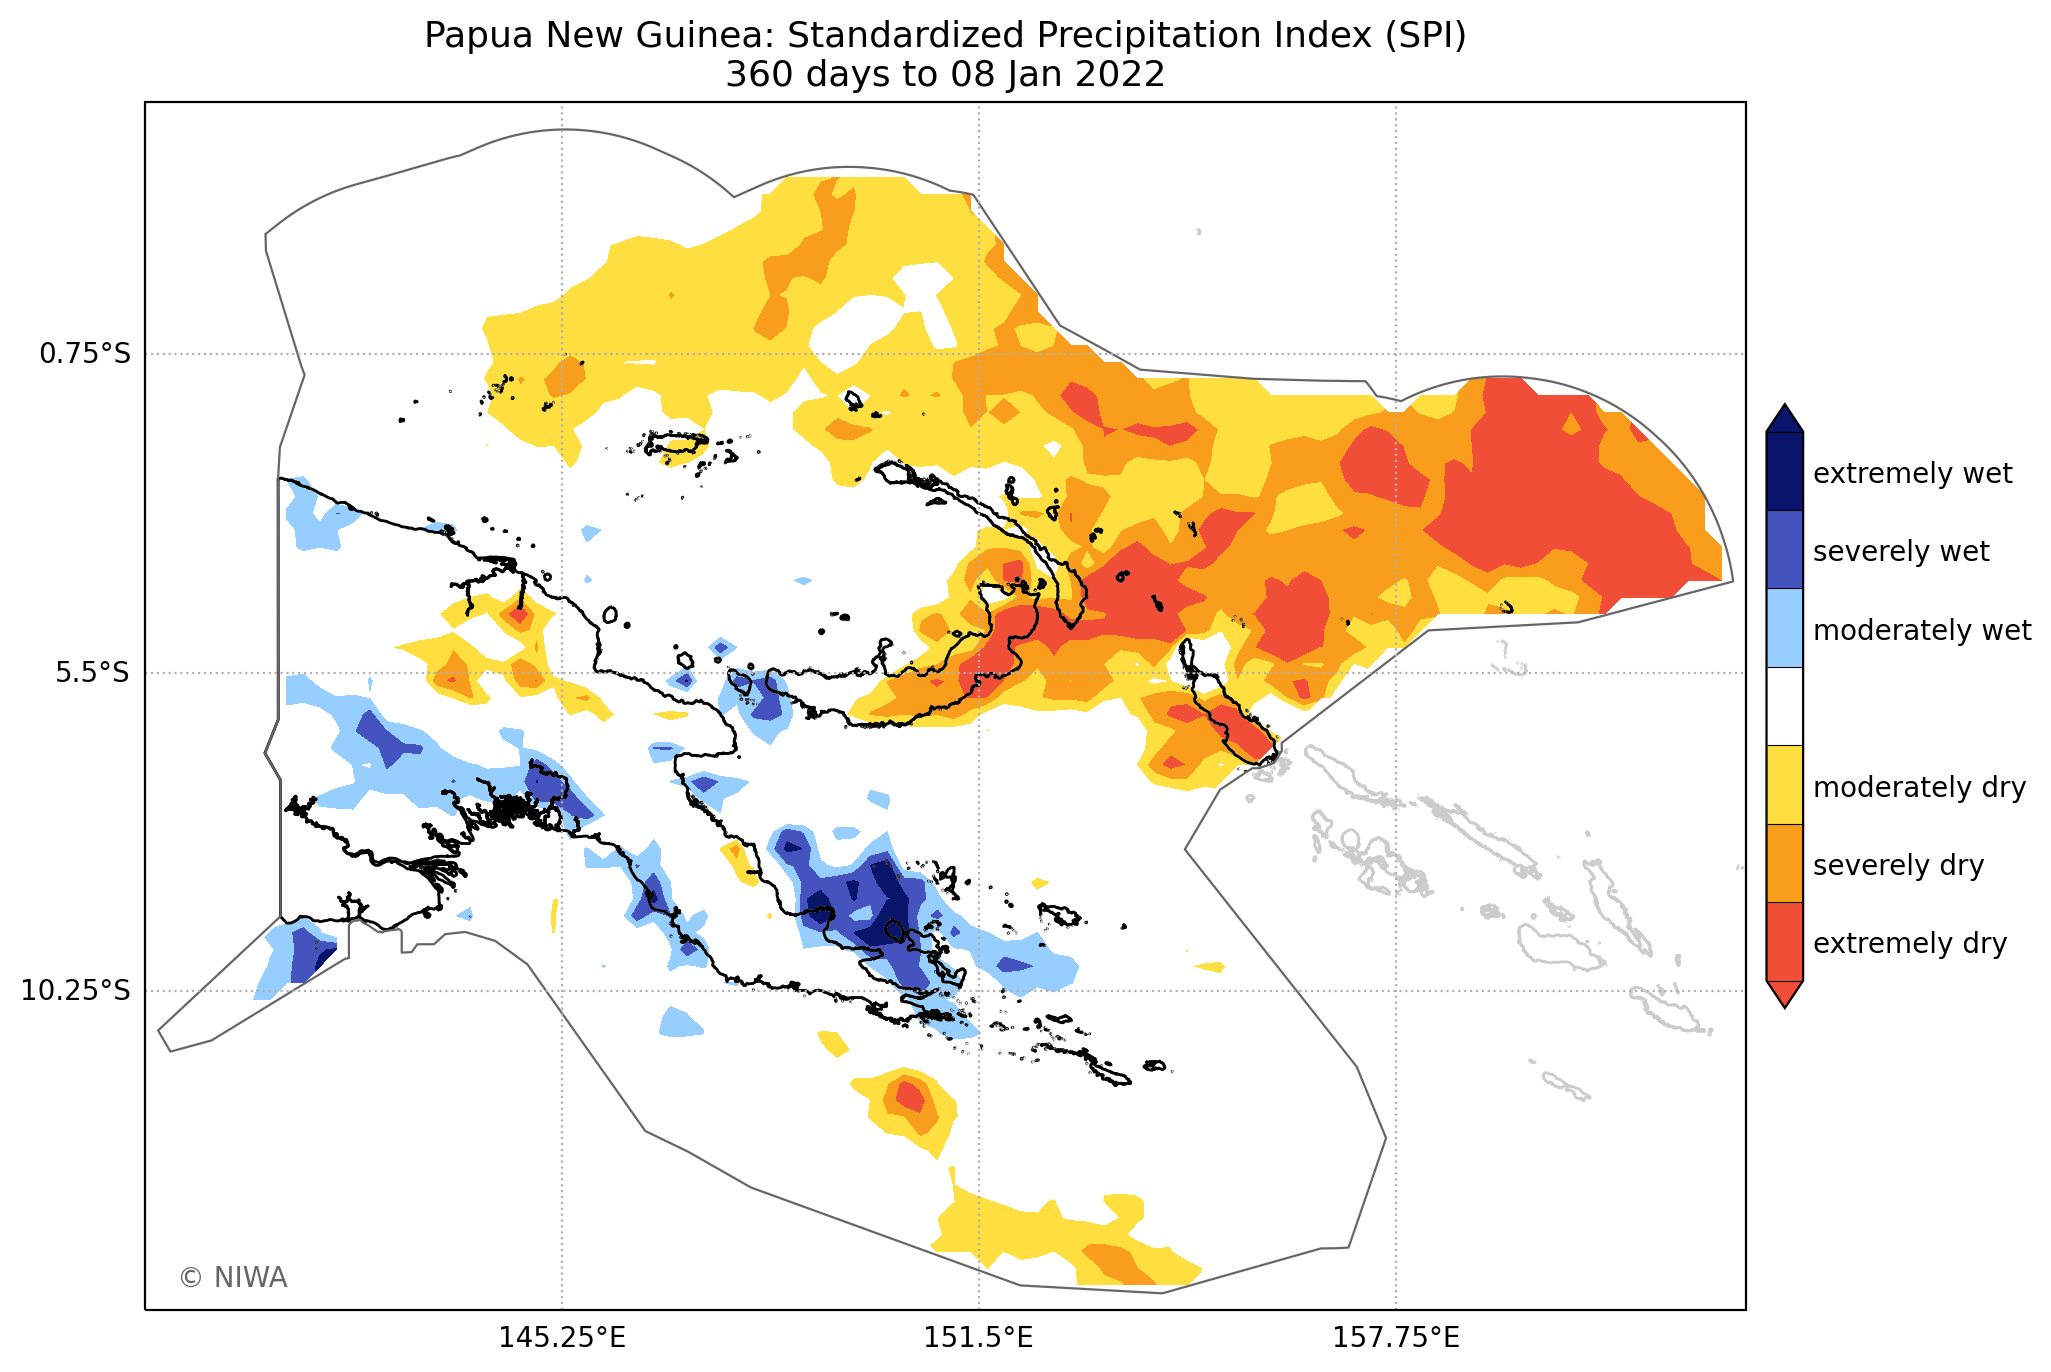 Papua New Guinea: Standardized Precipitation Index (SPI)
360 days to 08 Jan 2022
0.75°S
5.5°S
10.25°S
145.25°E
151.5°E
157.75°E
extremely wet
severely wet
moderately wet
moderately dry
severely dry
extremely dry
© NIWA